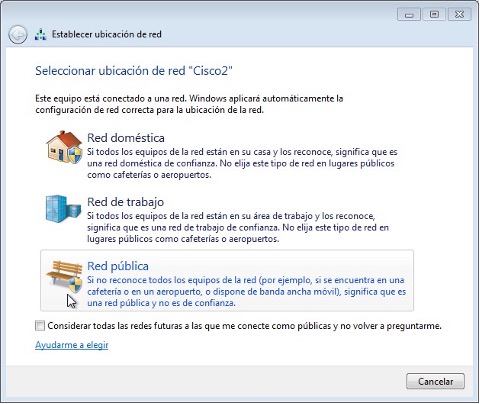 Establecer ubicación de red
Seleccionar ubicación de red "Cisco2"
Este equipo está conectado a una red. Windows aplicará automáticamente la
configuración de red correcta para la ubicación de la red.
Red doméstica
Si todos los equipos de la red están en su casa y los reconoce, significa que es
una red doméstica de confianza. No elija este tipo de red en lugares públicos
como cafeterías o aeropuertos.
Red de trabajo
Si todos los equipos de la red están en su área de trabajo y los reconoce,
significa que es una red de trabajo de confianza. No elija este tipo de red en
lugares públicos como cafeterías o aeropuertos.
Red pública
Si no reconoce todos los equipos de la red (por ejemplo, si se encuentra en una
cafetería o en un aeropuerto, o dispone de banda ancha móvil), significa que es
una red pública y no es de confianza.
Considerar todas las redes futuras a las que me conecte como públicas y no volver a preguntarme.
Ayudarme a elegir
Cancelar